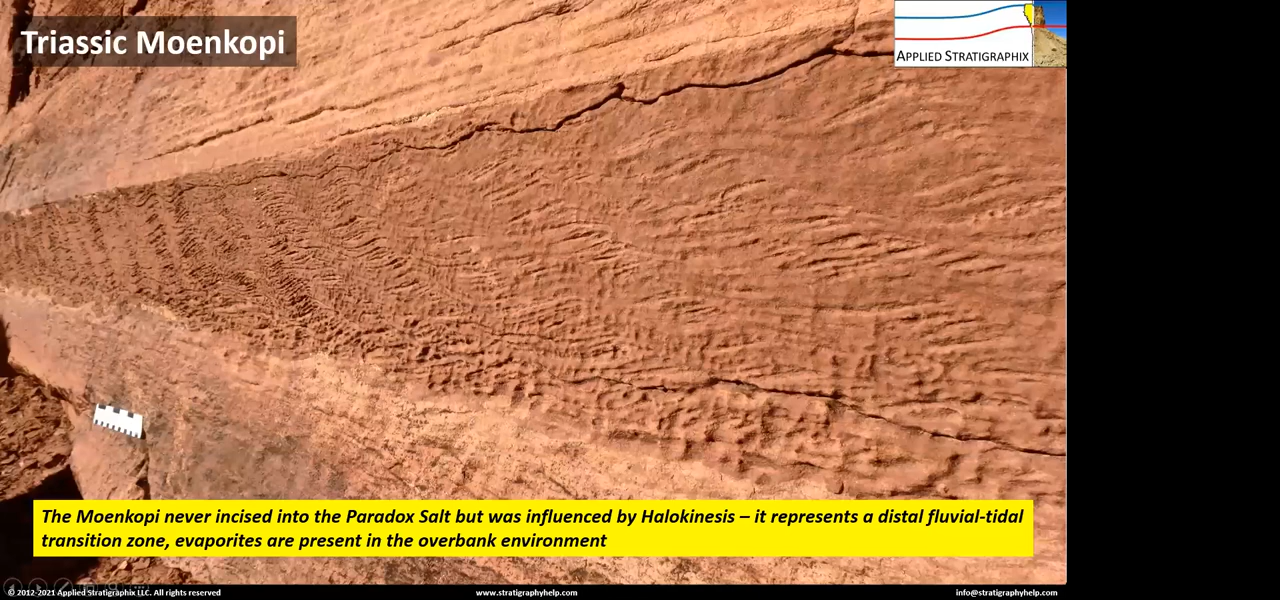 Triassic Moenkopi
APPLIED STRATIGRAPHIX
The Moenkopi never incised into the Paradox Salt but was influenced by Halokinesis – it represents a distal fluvial-tidal
transition zone, evaporites are present in the overbank environment
© 2012-2021 Applied Stratigraphix LLC. All rights reserved
www.stratigraphyhelp.com
info@stratigraphyhelp.com